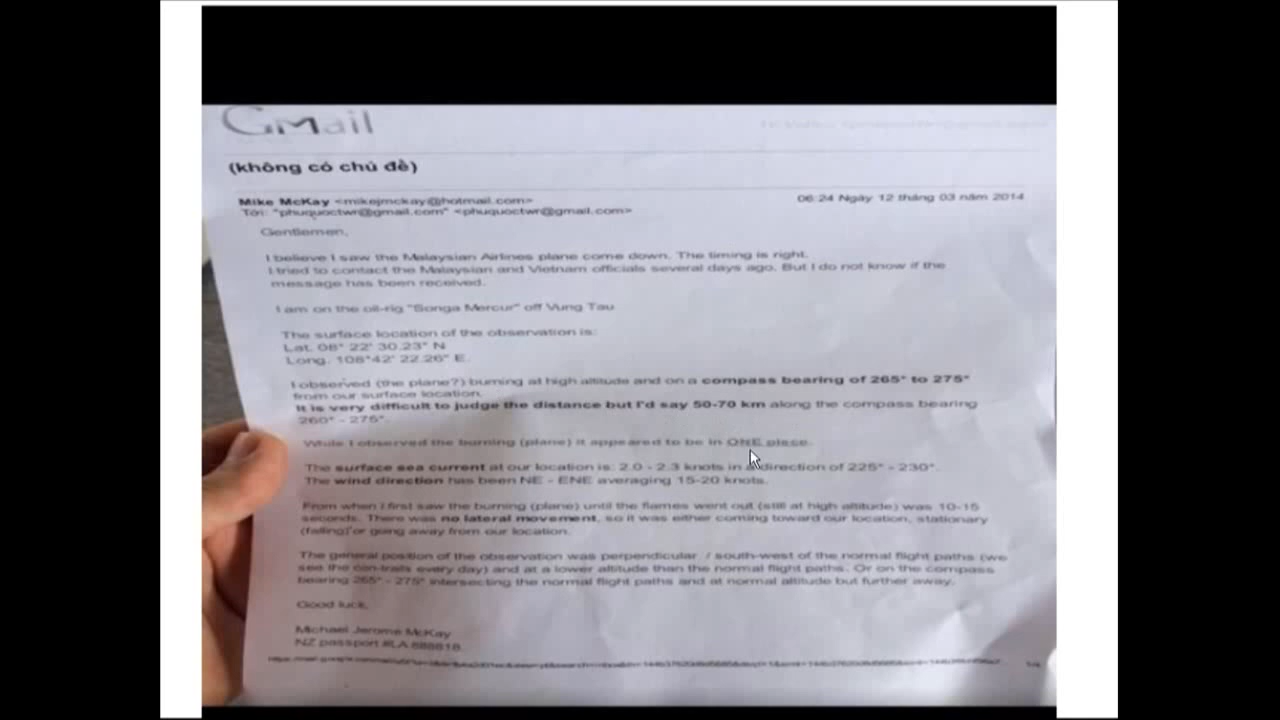 Gmail
(không có chủ đề)
Mike McKay <mikejmckay@hotmail.com>
06:24 Ngày 12 tháng 03 năm 2014
Tới: "phuquoctwr@gmail.com" <phuquoctwr@gmail.com>
Gentlemen,
I believe I saw the Malaysian Airlines plane come down. The timing is right.
I tried to contact the Malaysian and Vietnam officials several days ago. But I do not know if the
message has been received.
I am on the oil-rig "Songa Mercur" off Vung Tau
The surface location of the observation is:
Lat. 08° 22' 30.23" N
Long. 108°42' 22.26" E.
I observed (the plane?) burning at high altitude and on a compass bearing of 265° to 275°
from our surface location.
It is very difficult to judge the distance but I'd say 50-70 km along the compass bearing
260° - 275°.
While I observed the burning (plane) it appeared to be in ONE piece.
The surface sea current at our location is: 2.0 - 2.3 knots in a direction of 225° - 230°.
The wind direction has been NE - ENE averaging 15-20 knots.
From when I first saw the burning (plane) until the flames went out (still at high altitude) was 10-15
seconds. There was no lateral movement, so it was either coming toward our location, stationary
(falling) or going away from our location.
The general position of the observation was perpendicular / south-west of the normal flight paths (we
see the con-trails every day) and at a lower altitude than the normal flight paths. Or on the compass
bearing 265° - 275° intersecting the normal flight paths and at normal altitude but further away.
Good luck,
Michael Jerome McKay
NZ passport #LA 888818.